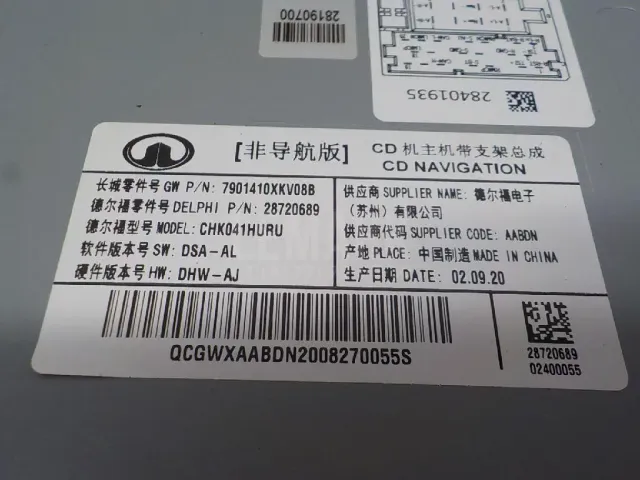 28190700
28401935
[非导航版]
CD 机主机带支架总成
CD NAVIGATION
长城零件号 GW P/N: 7901410XKV08B
德尔福零件号 DELPHI P/N: 28720689
德尔福型号 MODEL: CHK041HURU
软件版本号 SW: DSA-AL
硬件版本号 HW: DHW-AJ
供应商 SUPPLIER NAME: 德尔福电子
(苏州) 有限公司
供应商代码 SUPPLIER CODE: AABDN
产地 PLACE: 中国制造 MADE IN CHINA
生产日期 DATE: 02.09.20
QCGWXAABDN2008270055S
28720689
02400055